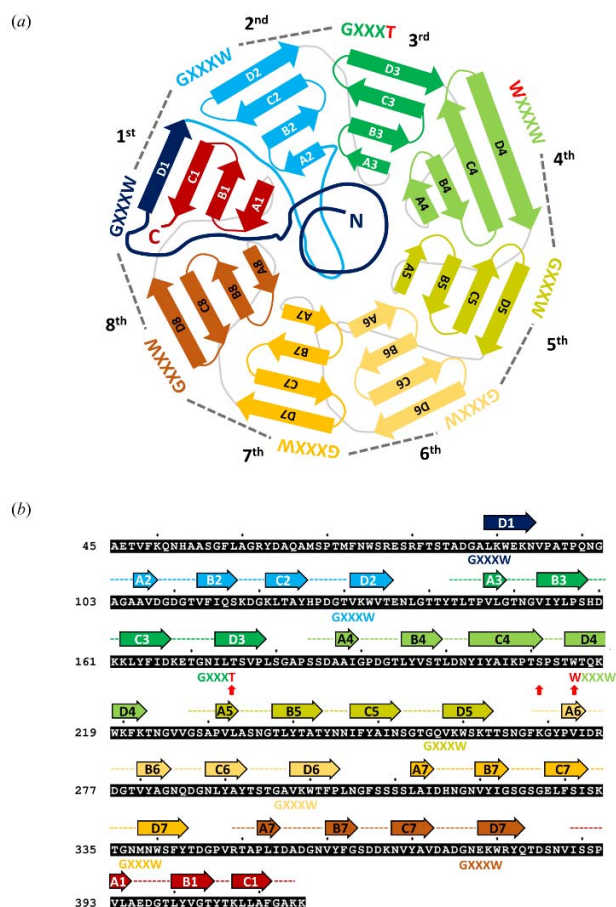 (a)
2nd
GXXXT
3rd
GXXXW
D2
C2
B2
A2
D3
C3
B3
A3
WXXXW
1st
D1
C1
B1
A1
GXXXW
C
N
D4
C4
B4
A4
4th
A5
B5
C5
D5
GXXXW
5th
A8
B8
C8
D8
8th
GXXXW
A7
B7
C7
D7
A6
B6
C6
D6
GXXXW
7th
GXXXW
6th
(b)
D1
45 AETVFKQNHAASGFLAGRYDAQAMSPTMFNWSRESRFTSTADGALKWEKNVPATPQNG
GXXXW
A2 B2 C2 D2 A3 B3
103 AGAAVDGDGTVFIQSKDGKLTAYHPDGTVKWVTENLGTTYTLTPVLGTNGVIYLPSHD
GXXXW
C3 D3 A4 B4 C4 D4
161 KKLYFIDKETGNILTSVPLSGAPSSDAAIGPDGTLYVSTLDNYIYAIKPTSPSTWTQK
GXXXT WXXXW
D4 A5 B5 C5 D5 A6
219 WKFKTNGVVGSAPVLASNGTLYTATYNNIFYAINSGTGQVKWSKTTSNGFKGYPVIDR
GXXXW
B6 C6 D6 A7 B7 C7
277 DGTVYAGNQDGNLYAYTSTGAVKWTFPLNGFSSSSLAIDHNGNVYIGSGSGELFSISK
GXXXW
D7 A7 B7 C7 D7
335 TGNMNWSFYTDGPVRTAPLIDADGNVYFGSDDKNVYAVDADGNEKWRYQTDSNVISSP
GXXXW GXXXW
A1 B1 C1
393 VLAEDGTLYVGTYTKLLAFGAKK